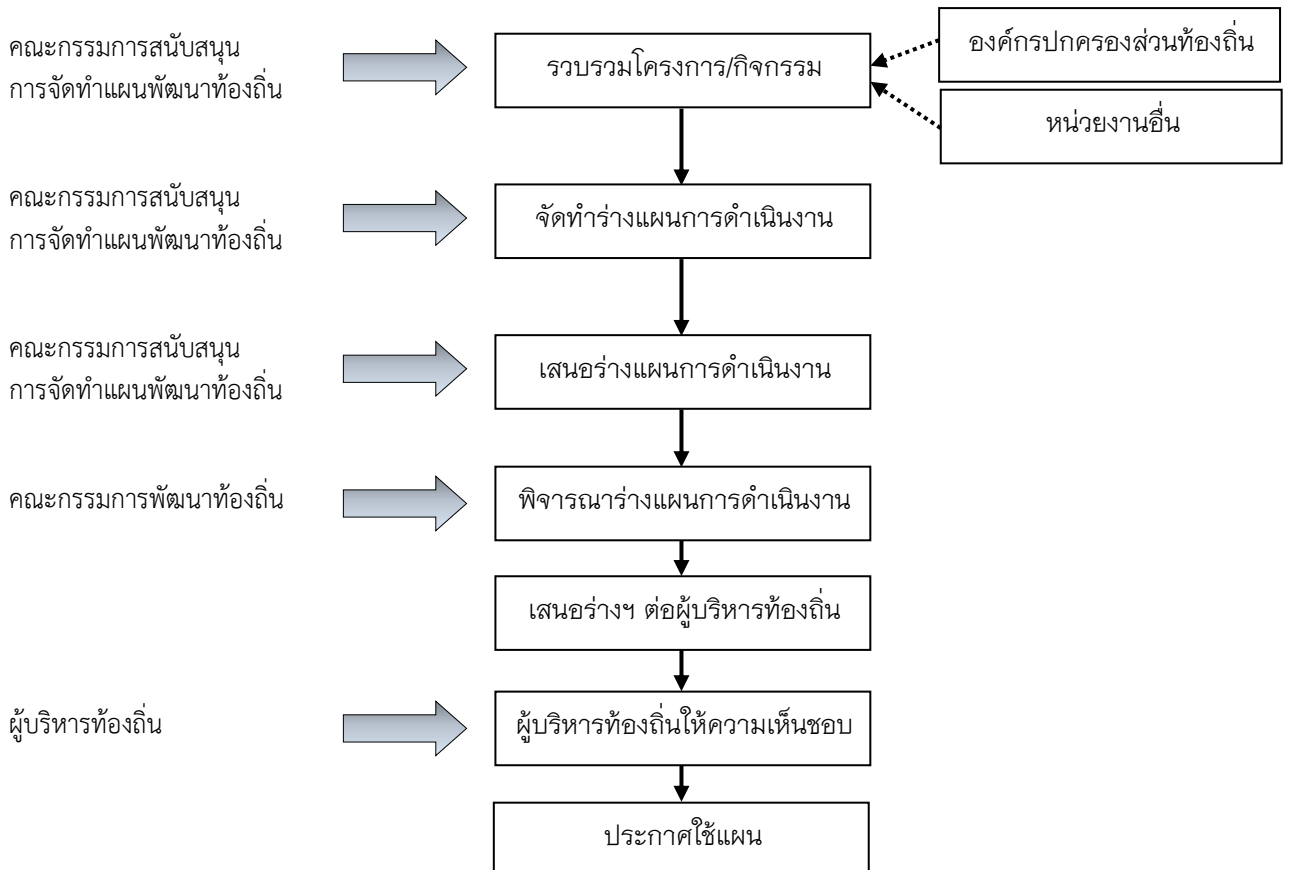 คณะกรรมการสนับสนุน
การจัดทำแผนพัฒนาท้องถิ่น
รวบรวมโครงการ/กิจกรรม
องค์กรปกครองส่วนท้องถิ่น
หน่วยงานอื่น
คณะกรรมการสนับสนุน
การจัดทำแผนพัฒนาท้องถิ่น
จัดทำร่างแผนการดำเนินงาน
คณะกรรมการสนับสนุน
การจัดทำแผนพัฒนาท้องถิ่น
เสนอร่างแผนการดำเนินงาน
คณะกรรมการพัฒนาท้องถิ่น
พิจารณาร่างแผนการดำเนินงาน
เสนอร่างฯ ต่อผู้บริหารท้องถิ่น
ผู้บริหารท้องถิ่น
ผู้บริหารท้องถิ่นให้ความเห็นชอบ
ประกาศใช้แผน